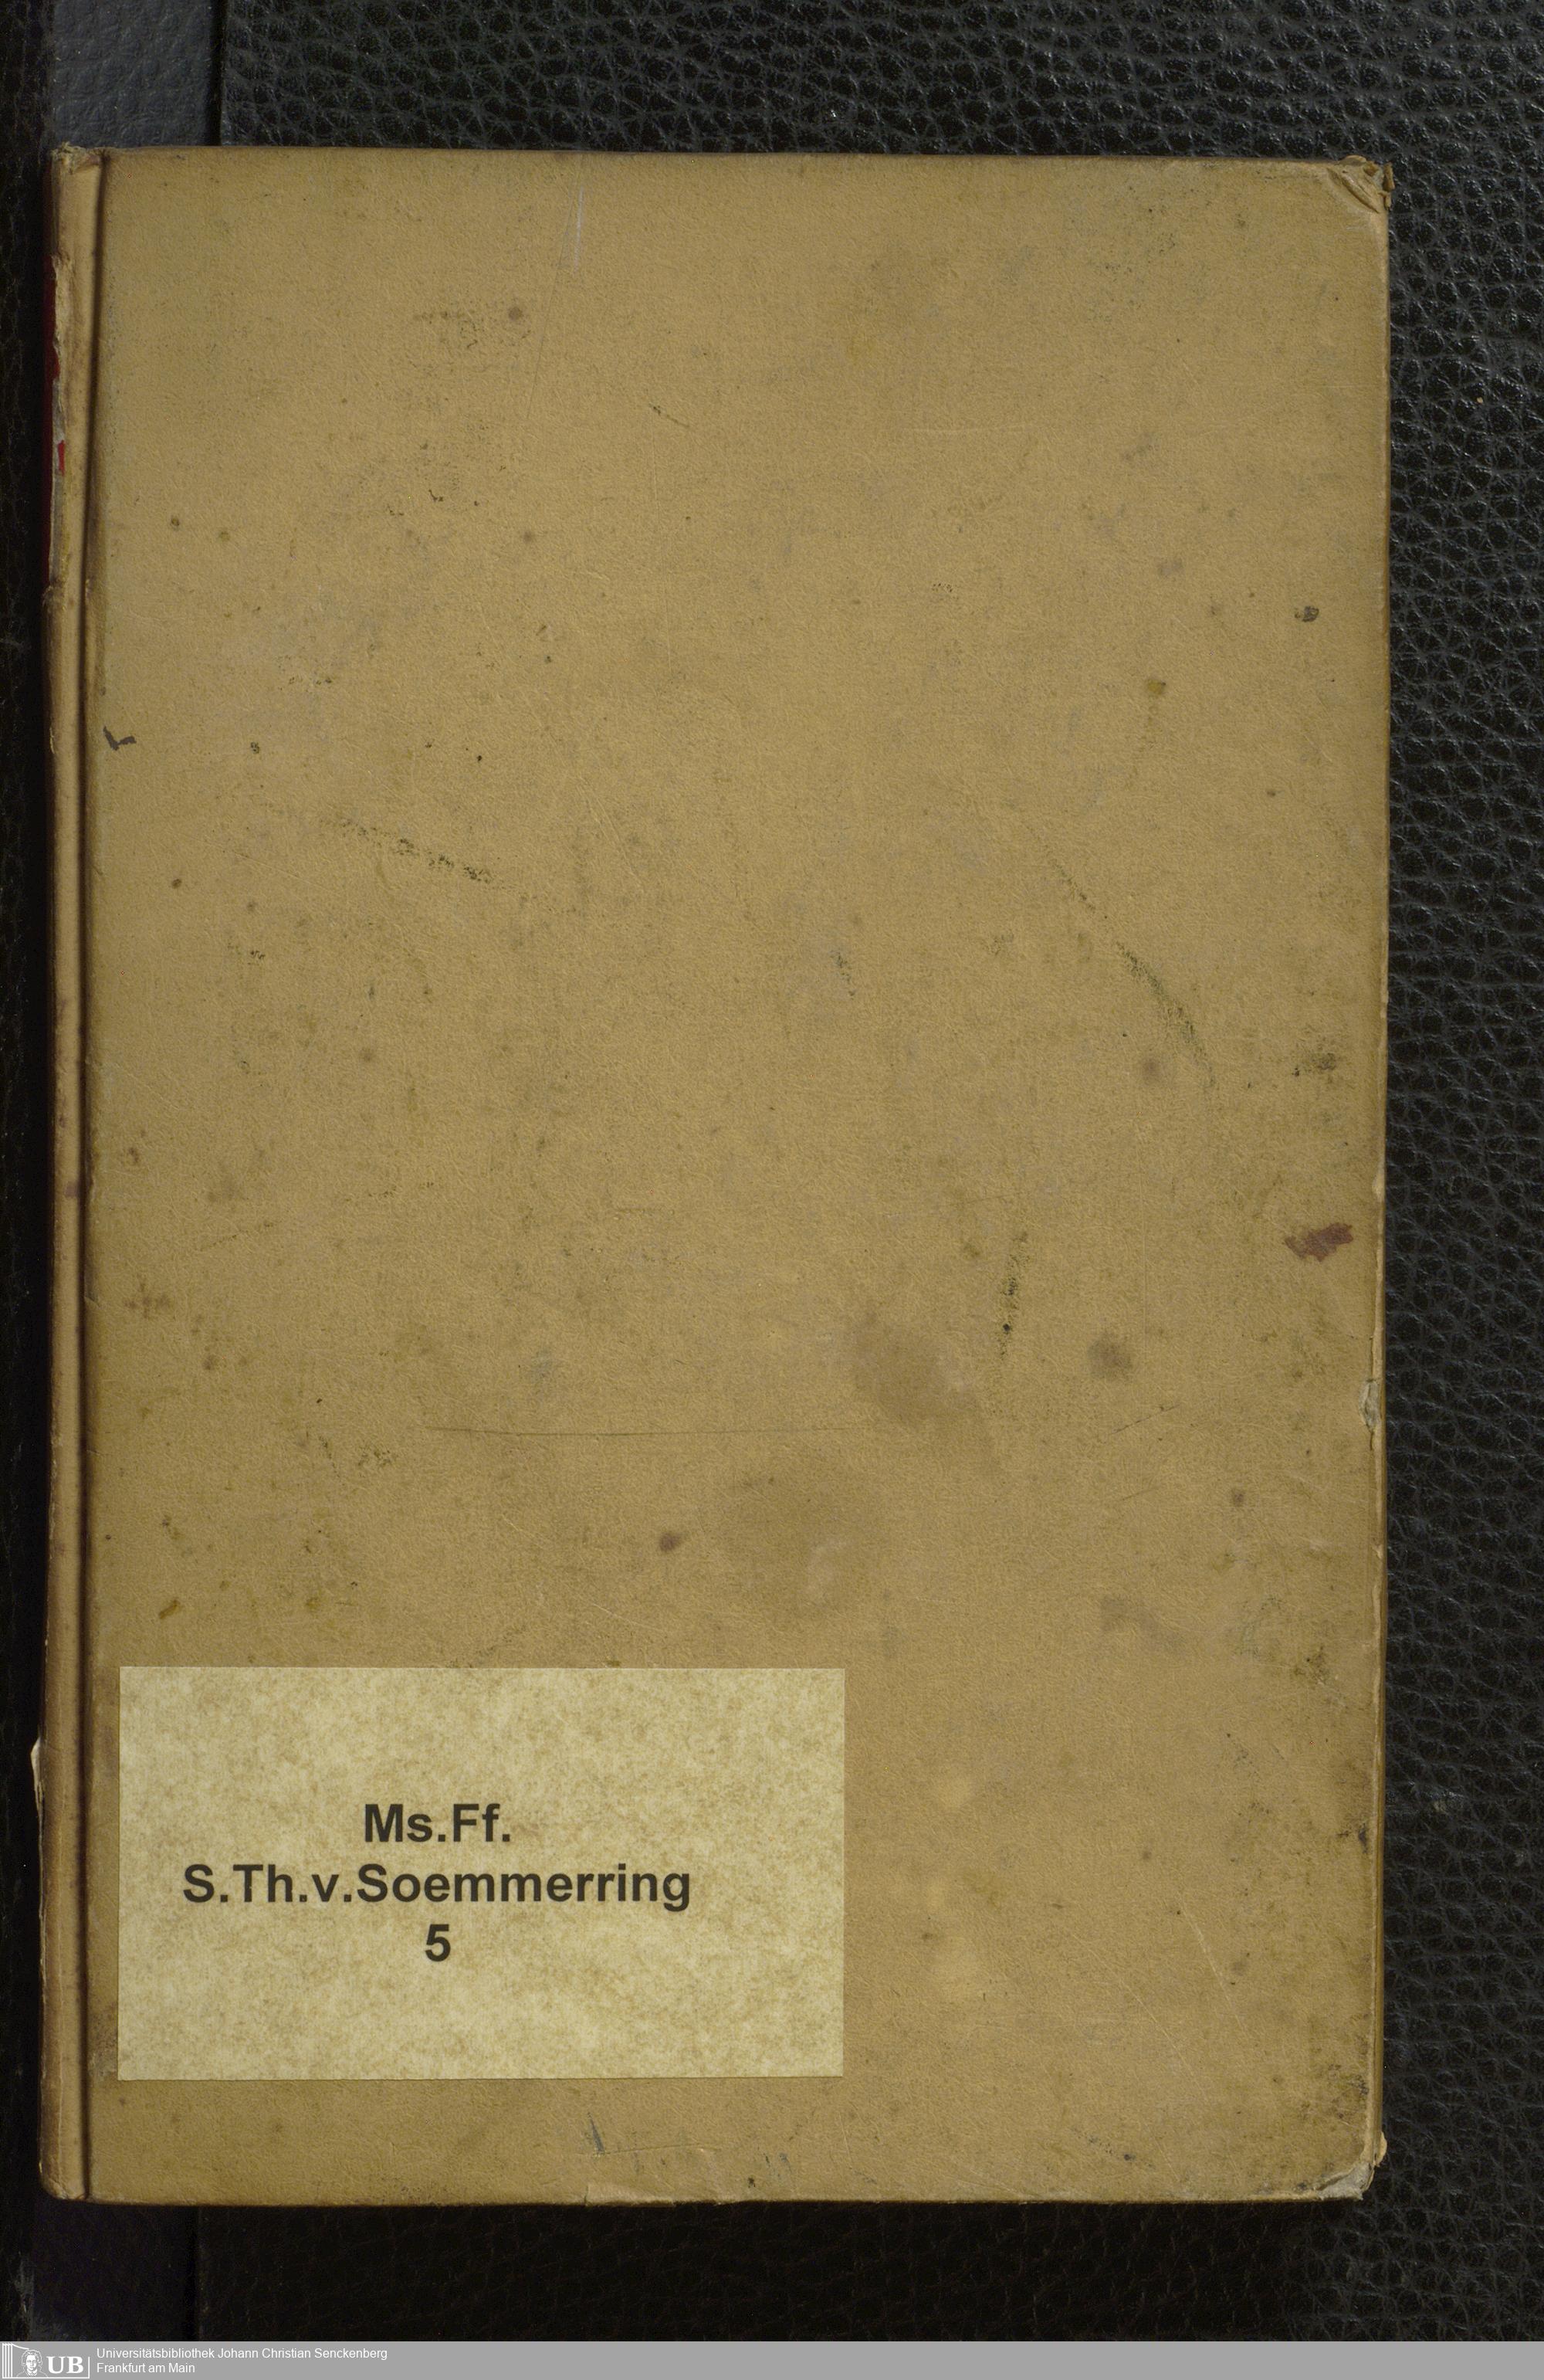 Ms.Ff.
S.Th.v.Soemmerring
5
UB
Universitätsbibliothek Johann Christian Senckenberg
Frankfurt am Main